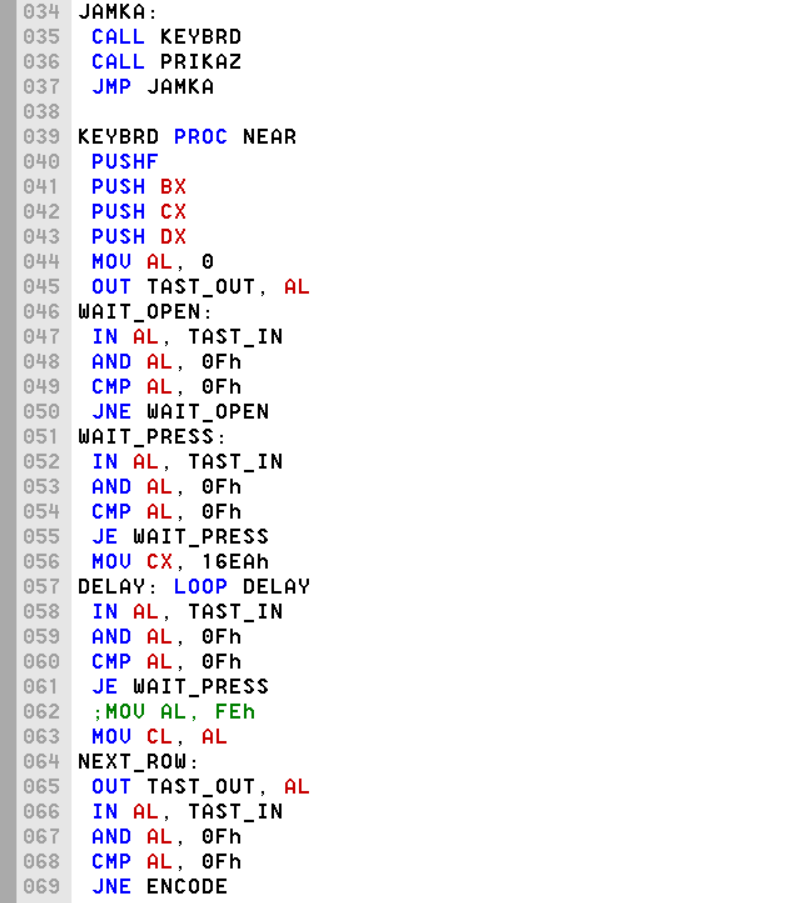 034 JAMKA:
035 CALL KEYBRD
036 CALL PRIKAZ
037 JMP JAMKA
038
039 KEYBRD PROC NEAR
040 PUSHF
041 PUSH BX
042 PUSH CX
043 PUSH DX
044 MOV AL, 0
045 OUT TAST_OUT, AL
046 WAIT_OPEN:
047 IN AL, TAST_IN
048 AND AL, 0Fh
049 CMP AL, 0Fh
050 JNE WAIT_OPEN
051 WAIT_PRESS:
052 IN AL, TAST_IN
053 AND AL, 0Fh
054 CMP AL, 0Fh
055 JE WAIT_PRESS
056 MOV CX, 16EAh
057 DELAY: LOOP DELAY
058 IN AL, TAST_IN
059 AND AL, 0Fh
060 CMP AL, 0Fh
061 JE WAIT_PRESS
062 ;MOV AL, FEh
063 MOV CL, AL
064 NEXT_ROW:
065 OUT TAST_OUT, AL
066 IN AL, TAST_IN
067 AND AL, 0Fh
068 CMP AL, 0Fh
069 JNE ENCODE